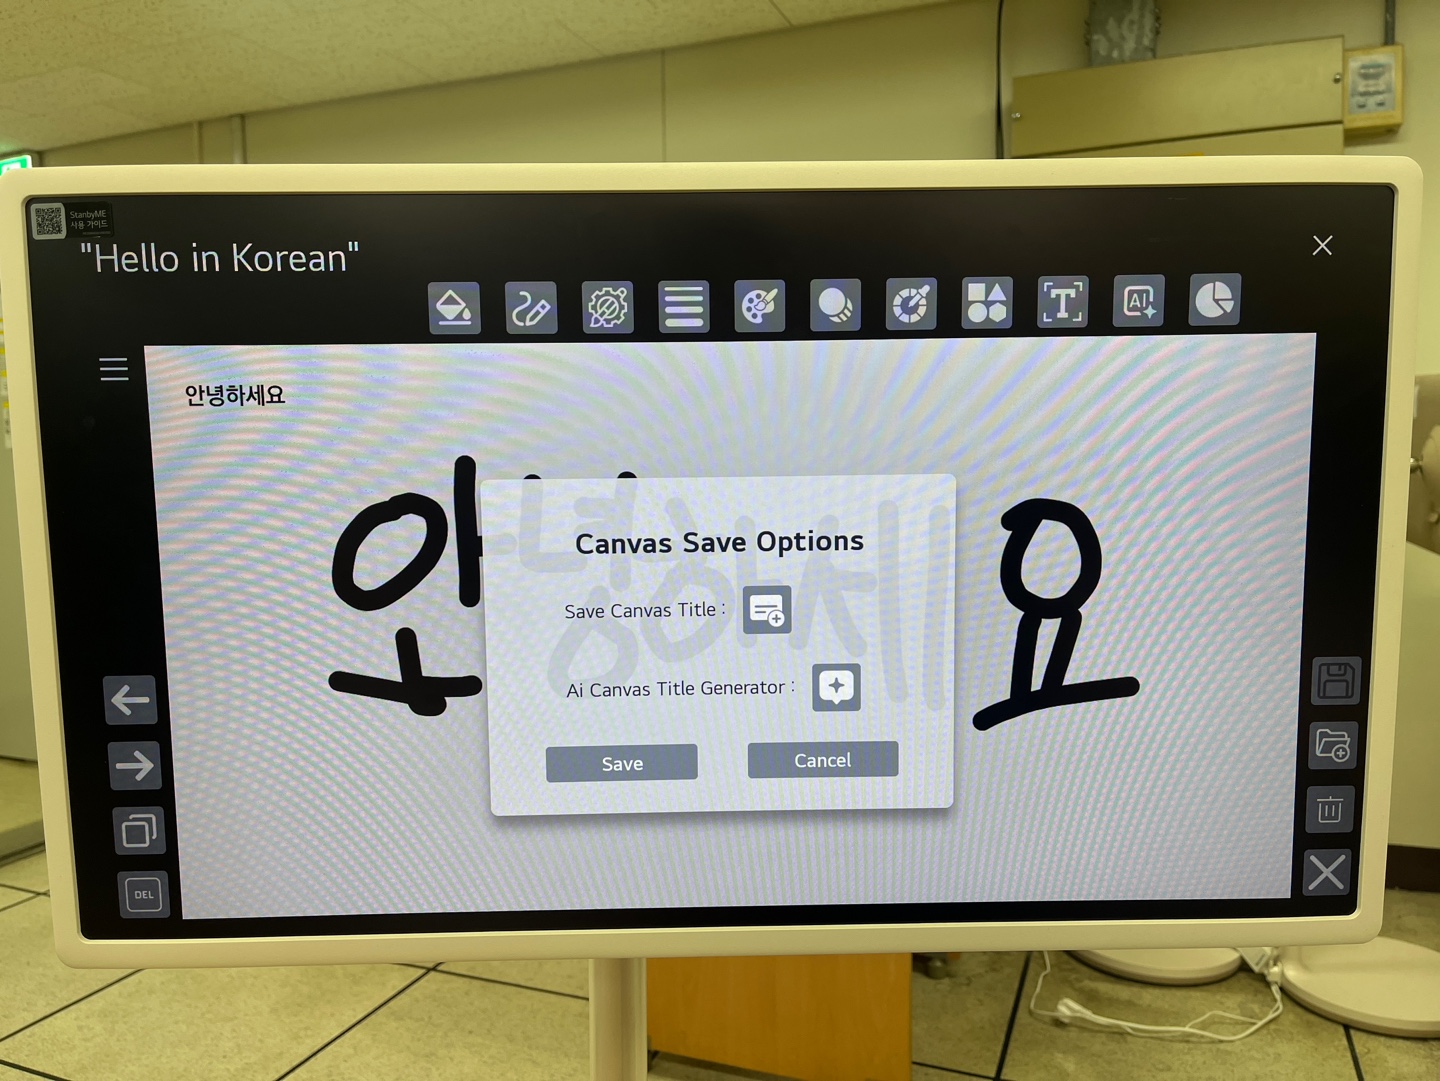 StanbyME
사용 가이드
"Hello in Korean"
T
AI
안녕하세요
안녕하세요
Canvas Save Options
Save Canvas Title :
Ai Canvas Title Generator :
Save
Cancel
DEL